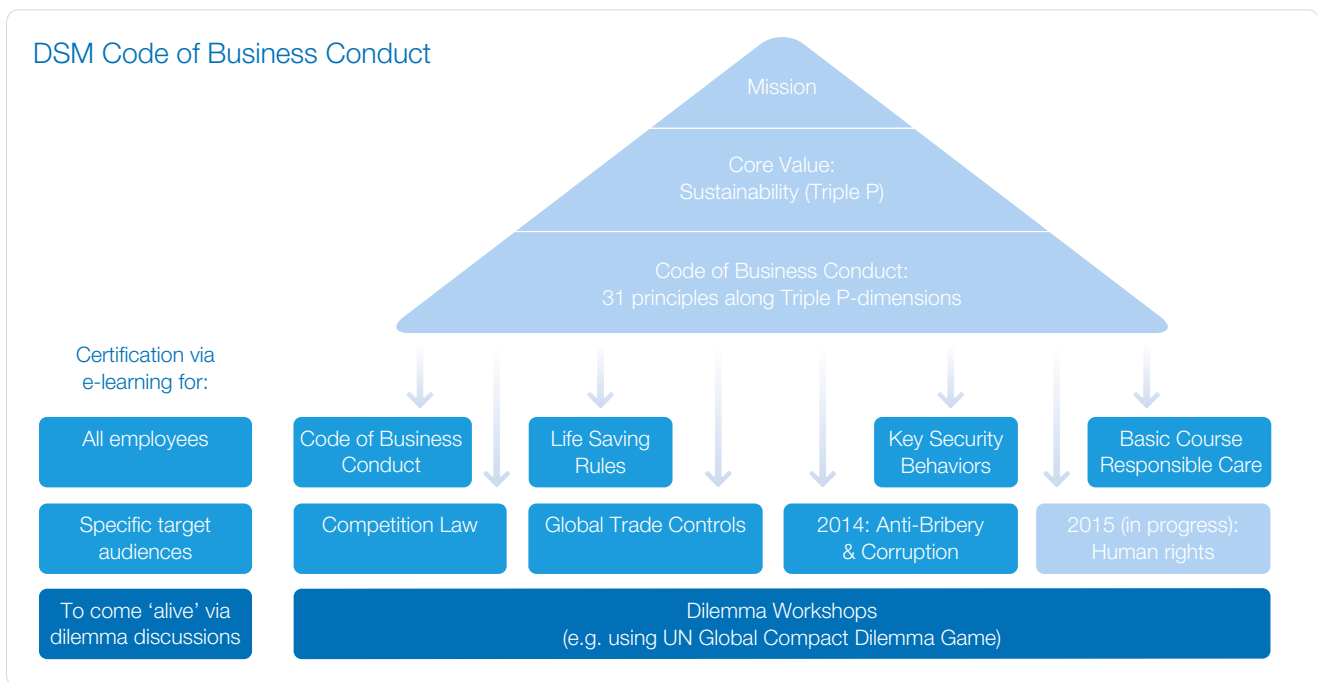 DSM Code of Business Conduct
Mission
Core Value:
Sustainability (Triple P)
Code of Business Conduct:
31 principles along Triple P-dimensions
Certification via
e-learning for:
All employees
Code of Business
Conduct
Life Saving
Rules
Key Security
Behaviors
Basic Course
Responsible Care
Specific target
audiences
Competition Law
Global Trade Controls
2014: Anti-Bribery
& Corruption
2015 (in progress):
Human rights
To come ‘alive’ via
dilemma discussions
Dilemma Workshops
(e.g. using UN Global Compact Dilemma Game)